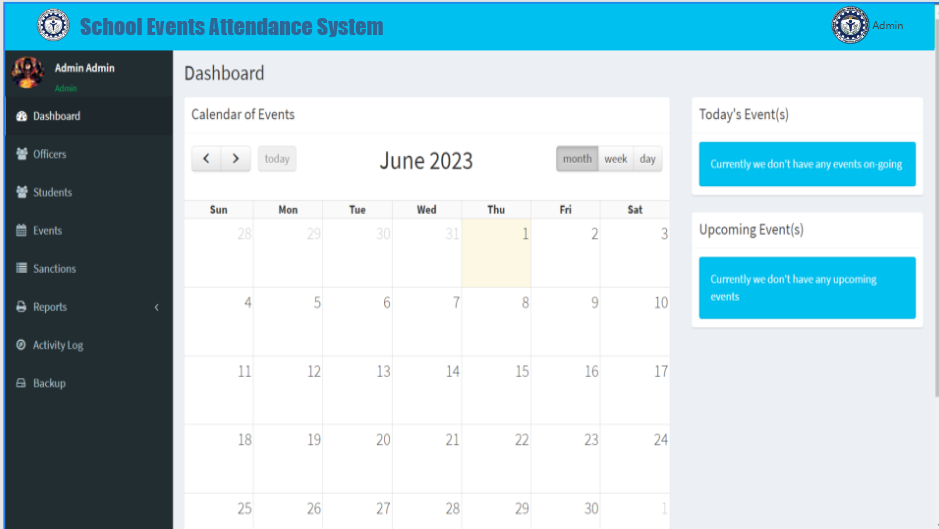 School Events Attendance System
Admin
Admin Admin
Admin
Dashboard
Officers
Students
Events
Sanctions
Reports
Activity Log
Backup
Dashboard
Calendar of Events
today
June 2023
month week day
Sun Mon Tue Wed Thu Fri Sat
28 29 30 31 1 2 3
4 5 6 7 8 9 10
11 12 13 14 15 16 17
18 19 20 21 22 23 24
25 26 27 28 29 30 1
Today's Event(s)
Currently we don't have any events on-going
Upcoming Event(s)
Currently we don't have any upcoming
events